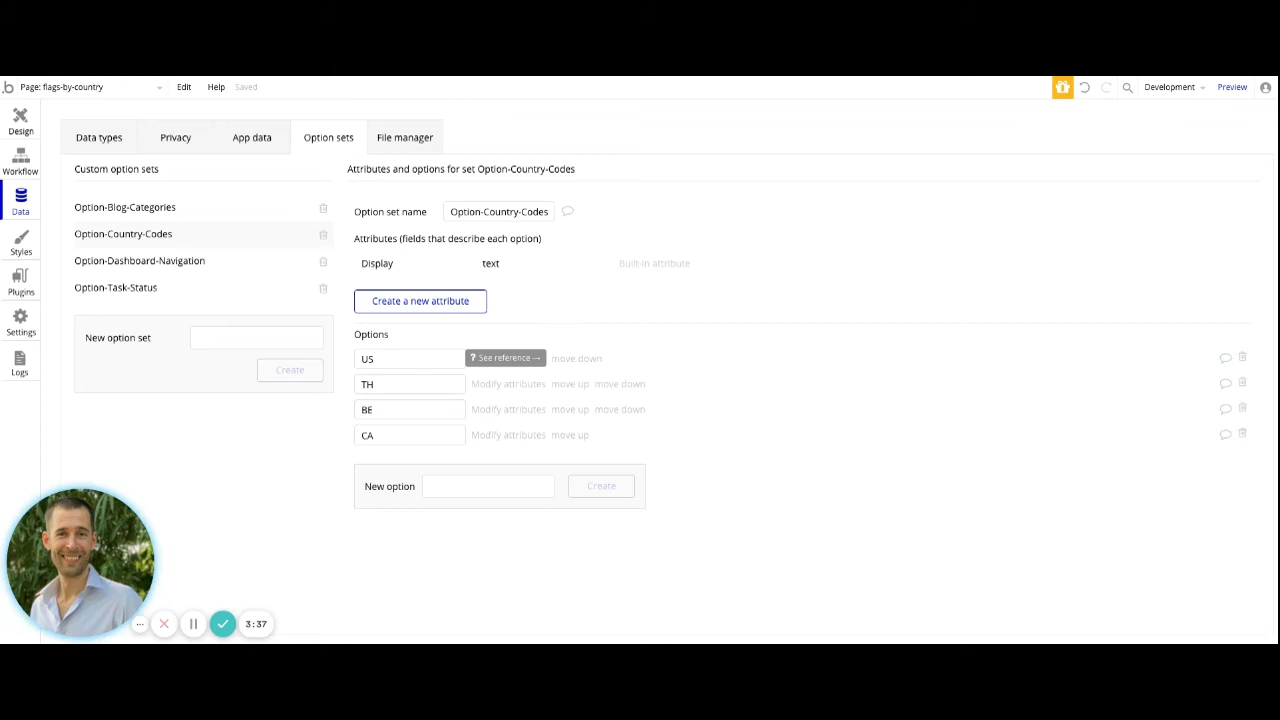 Page: flags-by-country Edit Help Saved Development Preview
Design
Workflow
Data
Styles
Plugins
Settings
Logs
Data types Privacy App data Option sets File manager
Custom option sets
Option-Blog-Categories
Option-Country-Codes
Option-Dashboard-Navigation
Option-Task-Status
New option set
Create
Attributes and options for set Option-Country-Codes
Option set name Option-Country-Codes
Attributes (fields that describe each option)
Display text Built-in attribute
Create a new attribute
Options
US ? See reference → move down
TH Modify attributes move up move down
BE Modify attributes move up move down
CA Modify attributes move up
New option Create
3:37